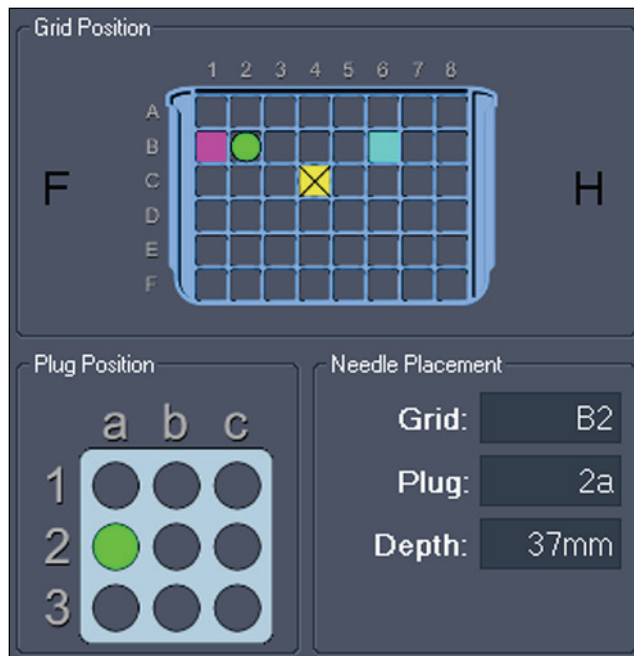 Grid Position
1 2 3 4 5 6 7 8
A
B
C
D
E
F
F
H
Plug Position
a b c
1
2
3
Needle Placement
Grid: B2
Plug: 2a
Depth: 37mm